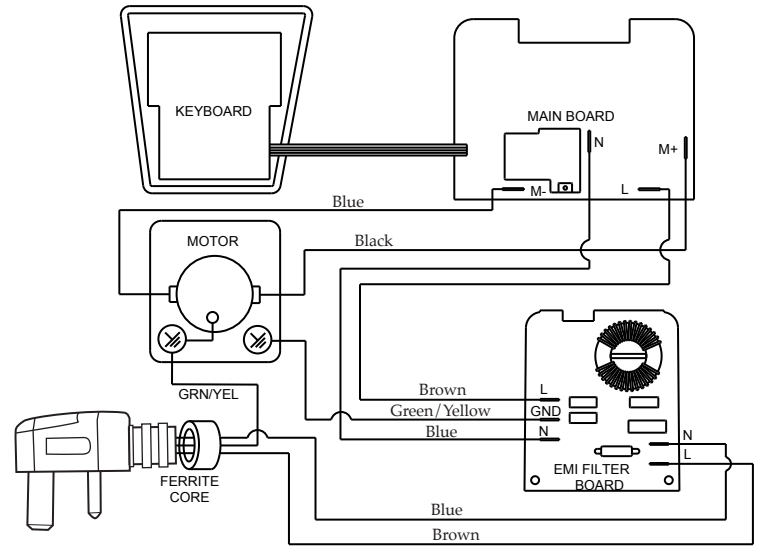 KEYBOARD
MAIN BOARD
N
M+
M-
L
Blue
MOTOR
Black
GRN/YEL
Brown
L
Green/Yellow
GND
Blue
N
N
L
EMI FILTER
BOARD
FERRITE
CORE
Blue
Brown